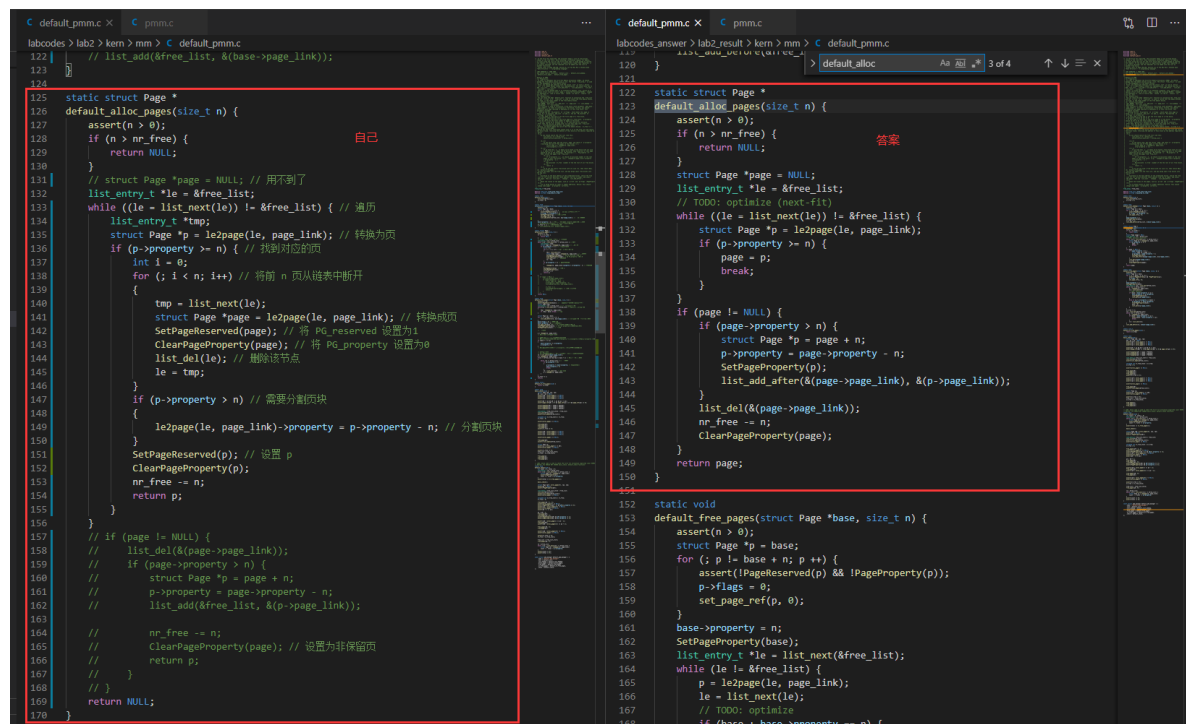 default_pmm.c × pmm.c ···
labcodes > lab2 > kern > mm > C default_pmm.c
122 // list_add(&free_list, &(base->page_link));
123 }
124
125 static struct Page *
126 default_alloc_pages(size_t n) {
127 assert(n > 0);
128 if (n > nr_free) {
129 return NULL;
130 }
131 // struct Page *page = NULL; // 用不到了
132 list_entry_t *le = &free_list;
133 while ((le = list_next(le)) != &free_list) { // 遍历
134 list_entry_t *tmp;
135 struct Page *p = le2page(le, page_link); // 转换为页
136 if (p->property >= n) { // 找到对应的页
137 int i = 0;
138 for (; i < n; i++) // 将前 n 页从链表中断开
139 {
140 tmp = list_next(le);
141 struct Page *page = le2page(le, page_link); // 转换成页
142 SetPageReserved(page); // 将 PG_reserved 设置为1
143 ClearPageProperty(page); // 将 PG_property 设置为0
144 list_del(le); // 删除该节点
145 le = tmp;
146 }
147 if (p->property > n) // 需要分割页块
148 {
149 le2page(le, page_link)->property = p->property - n; // 分割页块
150 }
151 SetPageReserved(p); // 设置 p
152 ClearPageProperty(p);
153 nr_free -= n;
154 return p;
155 }
156 }
157 // if (page != NULL) {
158 // list_del(&(page->page_link));
159 // if (page->property > n) {
160 // struct Page *p = page + n;
161 // p->property = page->property - n;
162 // list_add(&free_list, &(p->page_link));
163
164 // nr_free -= n;
165 // ClearPageProperty(page); // 设置为非保留页
166 // return p;
167 // }
168 // }
169 return NULL;
170 }
自己
C default_pmm.c × C pmm.c ···
labcodes_answer > lab2_result > kern > mm > C default_pmm.c
default_alloc Aa Abl .* 3 of 4
120 }
121
122 static struct Page *
123 default_alloc_pages(size_t n) {
124 assert(n > 0);
125 if (n > nr_free) {
126 return NULL;
127 }
128 struct Page *page = NULL;
129 list_entry_t *le = &free_list;
130 // TODO: optimize (next-fit)
131 while ((le = list_next(le)) != &free_list) {
132 struct Page *p = le2page(le, page_link);
133 if (p->property >= n) {
134 page = p;
135 break;
136 }
137 }
138 if (page != NULL) {
139 if (page->property > n) {
140 struct Page *p = page + n;
141 p->property = page->property - n;
142 SetPageProperty(p);
143 list_add_after(&(page->page_link), &(p->page_link));
144 }
145 list_del(&(page->page_link));
146 nr_free -= n;
147 ClearPageProperty(page);
148 }
149 return page;
150 }
151
答案
152 static void
153 default_free_pages(struct Page *base, size_t n) {
154 assert(n > 0);
155 struct Page *p = base;
156 for (; p != base + n; p ++) {
157 assert(!PageReserved(p) && !PageProperty(p));
158 p->flags = 0;
159 set_page_ref(p, 0);
160 }
161 base->property = n;
162 SetPageProperty(base);
163 list_entry_t *le = list_next(&free_list);
164 while (le != &free_list) {
165 p = le2page(le, page_link);
166 le = list_next(le);
167 // TODO: optimize